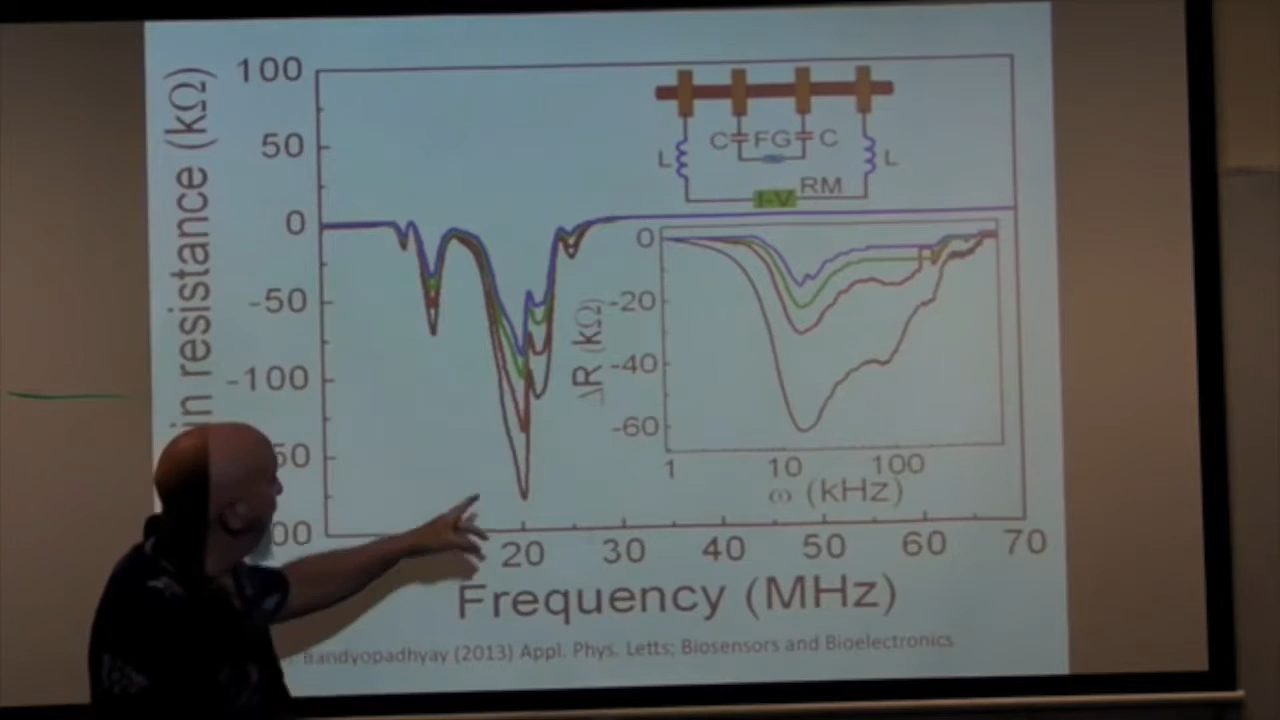 in resistance (kΩ)
100
50
0
-50
-100
50
00
20 30 40 50 60 70
Frequency (MHz)
C FG C
L L
RM
I-V
ΔR (kΩ)
0
-20
-40
-60
1 10 100
ω (kHz)
Bandyopadhyay (2013) Appl. Phys. Letts; Biosensors and Bioelectronics